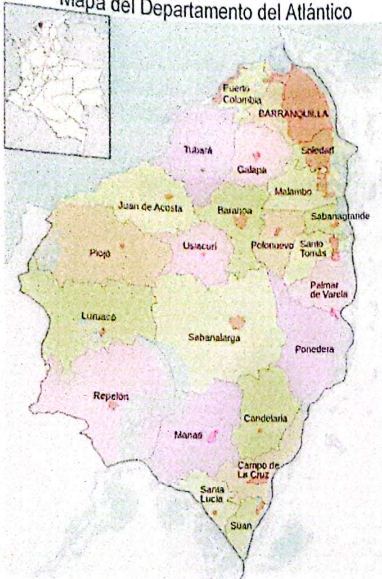 Mapa del Departamento del Atlántico
Puerto
Colombia
BARRANQUILLA
Soledad
Tubará
Galapa
Malambo
Juan de Acosta
Baranoa
Sabanagrande
Piojó
Usiacurí
Polonuevo
Santo
Tomás
Palmar
de Varela
Luruaco
Sabanalarga
Ponedera
Repelón
Manatí
Candelaria
Campo de
La Cruz
Santa
Lucía
Suan